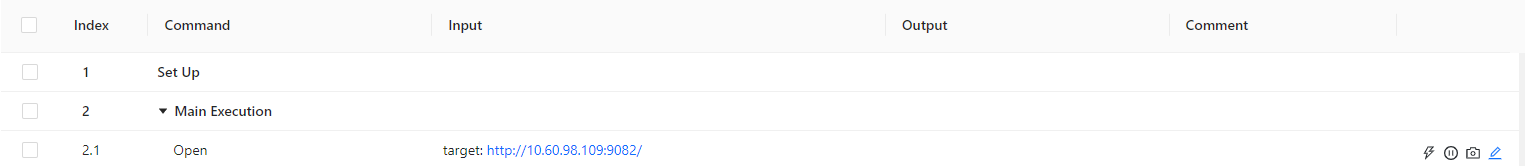 Index Command Input Output Comment
1 Set Up
2 Main Execution
2.1 Open target: http://10.60.98.109:9082/